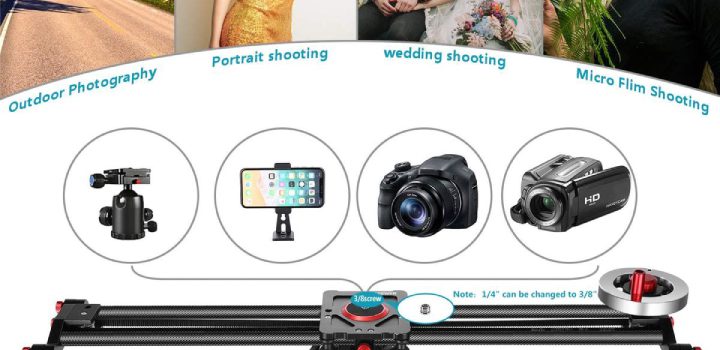 Outdoor Photography
Portrait shooting
wedding shooting
Micro Flim Shooting
HD
3/8screw
Note: 1/4" can be changed to 3/8"